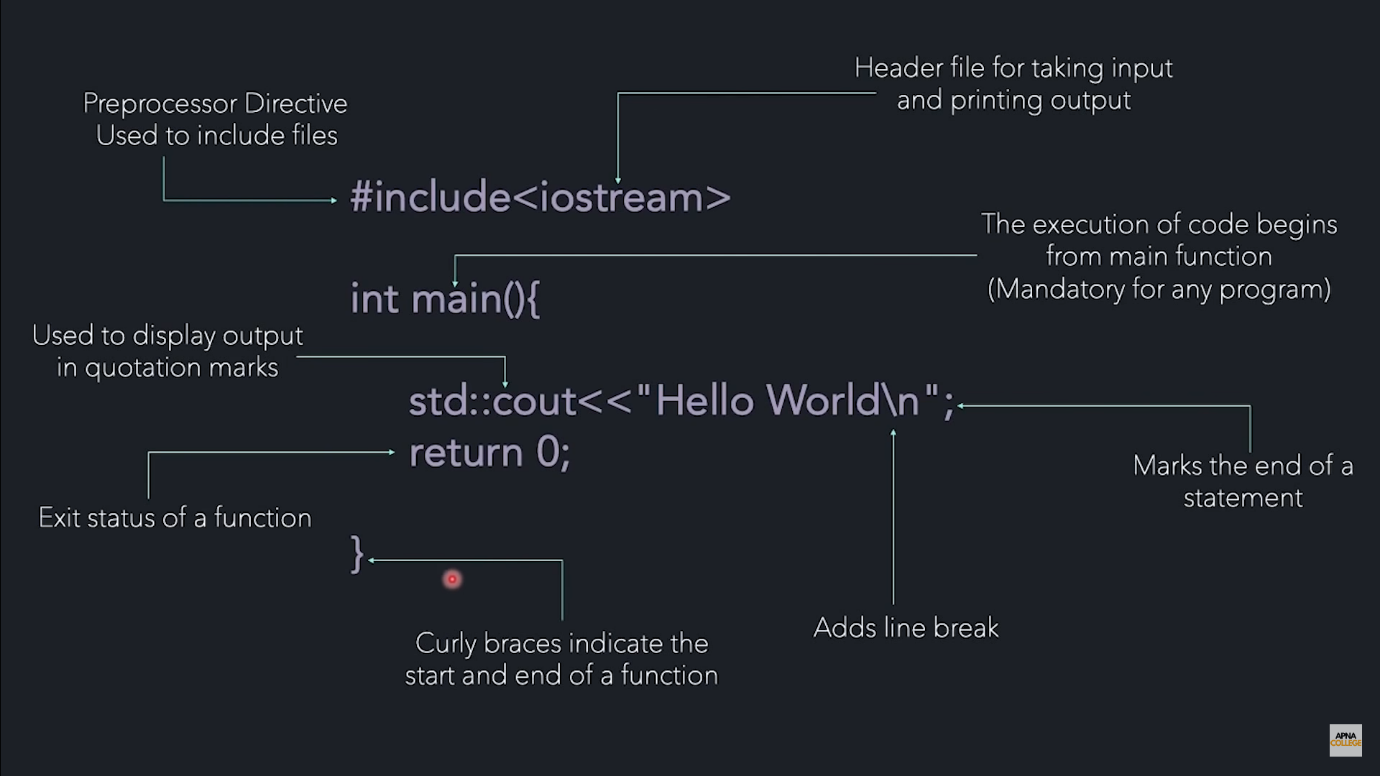 Header file for taking input
and printing output
Preprocessor Directive
Used to include files
#include<iostream>
The execution of code begins
from main function
(Mandatory for any program)
int main(){
Used to display output
in quotation marks
std::cout<<"Hello World\n";
return 0;
Marks the end of a
statement
Exit status of a function
}
Adds line break
Curly braces indicate the
start and end of a function
APNA
COLLEGE